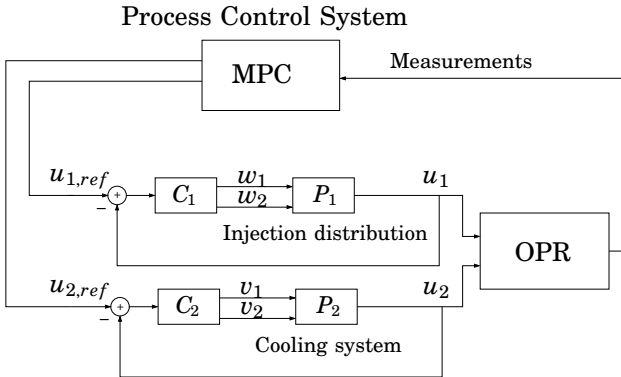 Process Control System
MPC
Measurements
u1,ref
+
−
C1
w1
w2
P1
u1
Injection distribution
OPR
u2,ref
+
−
C2
v1
v2
P2
u2
Cooling system